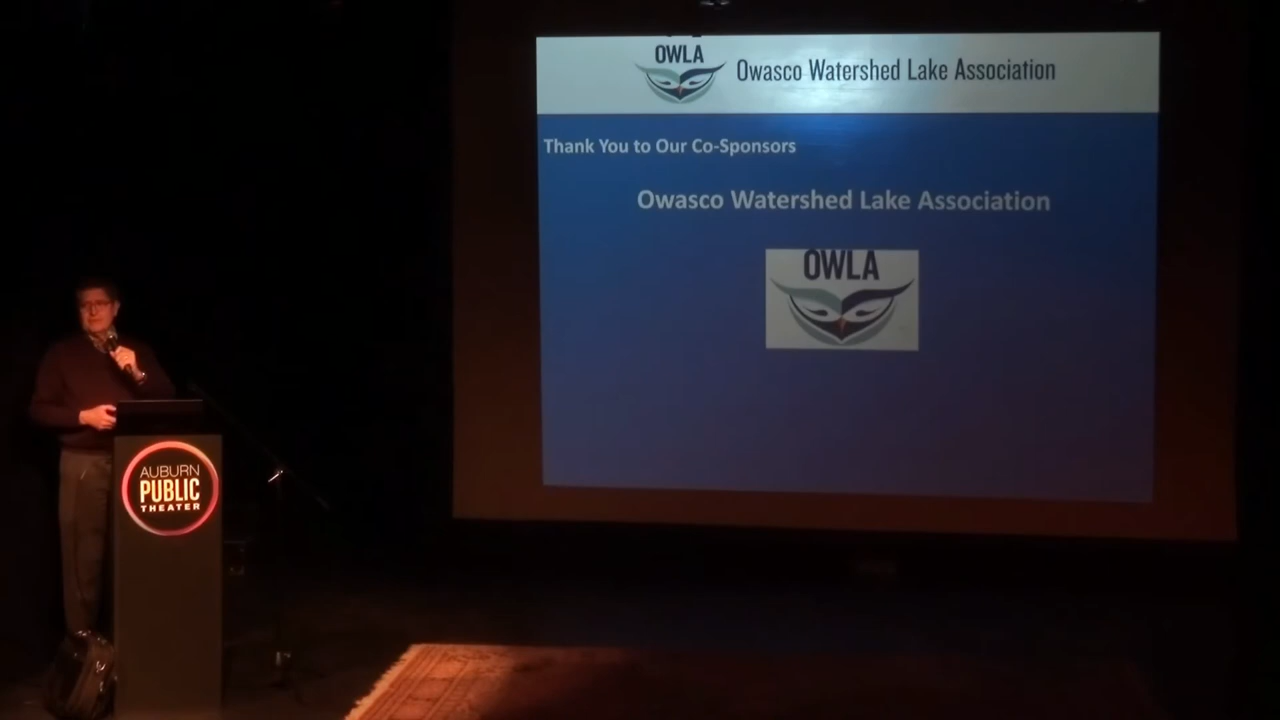 OWLA
Owasco Watershed Lake Association
Thank You to Our Co-Sponsors
Owasco Watershed Lake Association
OWLA
AUBURN
PUBLIC
THEATER